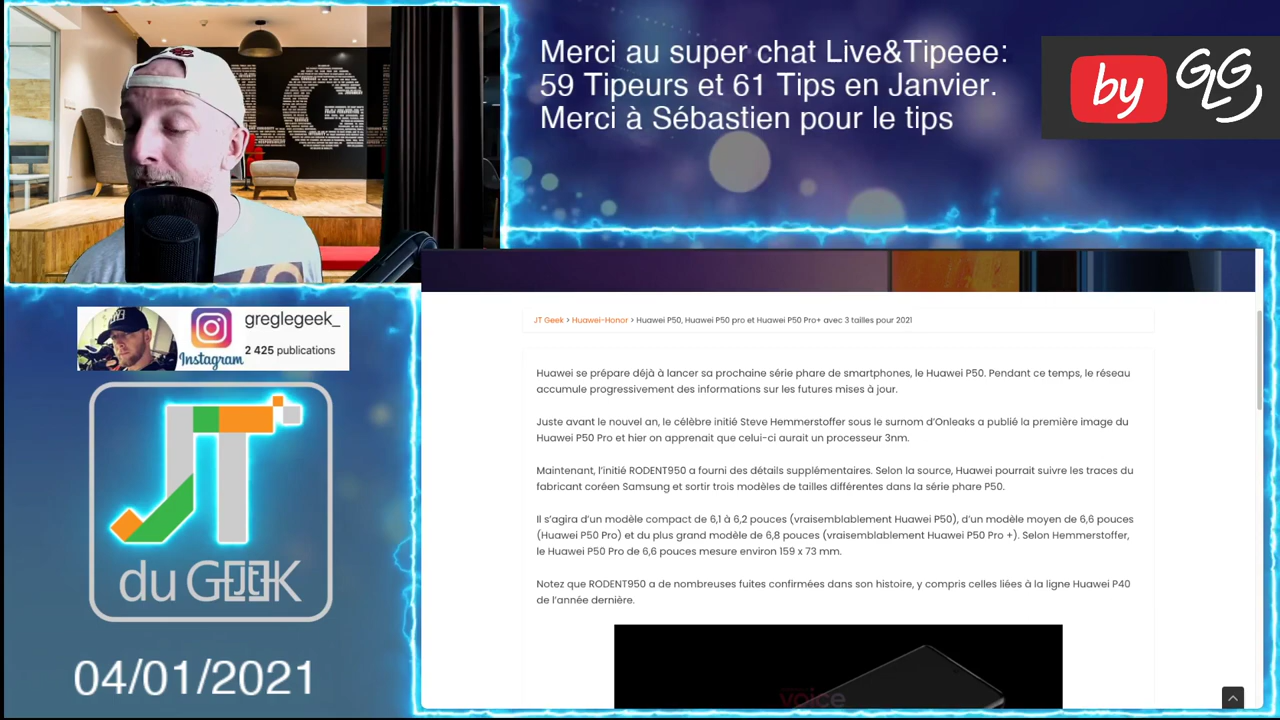 Merci au super chat Live&Tipeee:
59 Tipeurs et 61 Tips en Janvier.
Merci à Sébastien pour le tips
by GLG
greglegeek_
Instagram
2 425 publications
JT
du GEEK
04/01/2021
JT Geek > Huawei-Honor > Huawei P50, Huawei P50 pro et Huawei P50 Pro+ avec 3 tailles pour 2021
Huawei se prépare déjà à lancer sa prochaine série phare de smartphones, le Huawei P50. Pendant ce temps, le réseau
accumule progressivement des informations sur les futures mises à jour.
Juste avant le nouvel an, le célèbre initié Steve Hemmerstoffer sous le surnom d'Onleaks a publié la première image du
Huawei P50 Pro et hier on apprenait que celui-ci aurait un processeur 3nm.
Maintenant, l'initié RODENT950 a fourni des détails supplémentaires. Selon la source, Huawei pourrait suivre les traces du
fabricant coréen Samsung et sortir trois modèles de tailles différentes dans la série phare P50.
Il s'agira d'un modèle compact de 6,1 à 6,2 pouces (vraisemblablement Huawei P50), d'un modèle moyen de 6,6 pouces
(Huawei P50 Pro) et du plus grand modèle de 6,8 pouces (vraisemblablement Huawei P50 Pro +). Selon Hemmerstoffer,
le Huawei P50 Pro de 6,6 pouces mesure environ 159 x 73 mm.
Notez que RODENT950 a de nombreuses fuites confirmées dans son histoire, y compris celles liées à la ligne Huawei P40
de l'année dernière.
voice